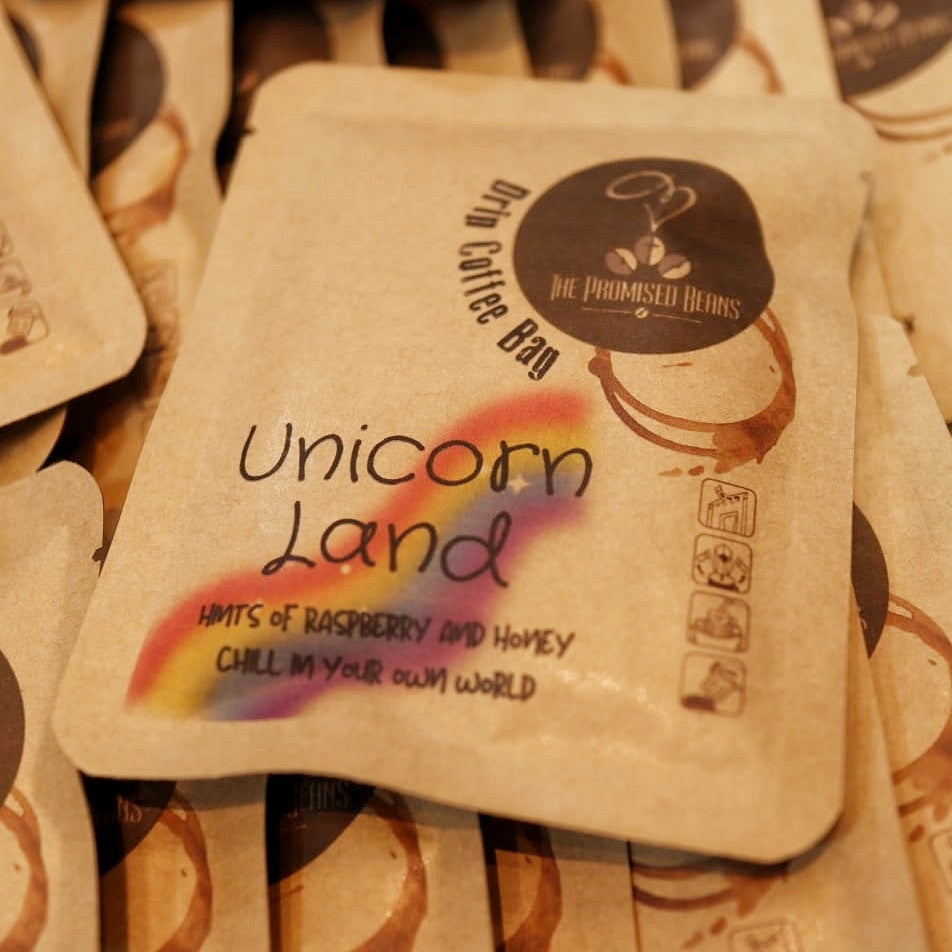 Drip Coffee Bag
THE PROMISED BEANS
Unicorn
Land
HINTS OF RASPBERRY AND HONEY
CHILL IN YOUR OWN WORLD